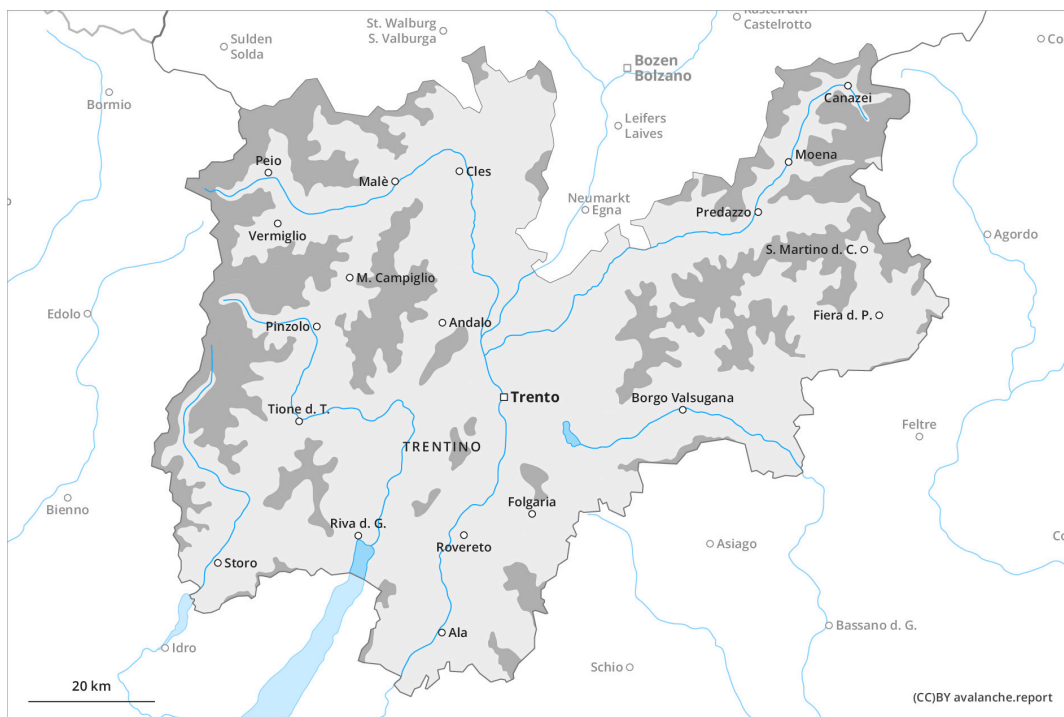 Kastelruth
Castelrotto
St. Walburg
S. Valburga
Sulden
Solda
Co
Bozen
Bolzano
Canazei
Bormio
Leifers
Laives
Moena
Peio
Malè
Cles
Neumarkt
Egna
Predazzo
Vermiglio
Agordo
S. Martino d. C.
M. Campiglio
Edolo
Pinzolo
Andalo
Fiera d. P.
Trento
Borgo Valsugana
Tione d. T.
Feltre
TRENTINO
Bienno
Folgaria
Riva d. G.
Rovereto
Asiago
Co
Storo
Bassano d. G.
Ala
Idro
Schio
20 km
(CC)BY avalanche.report